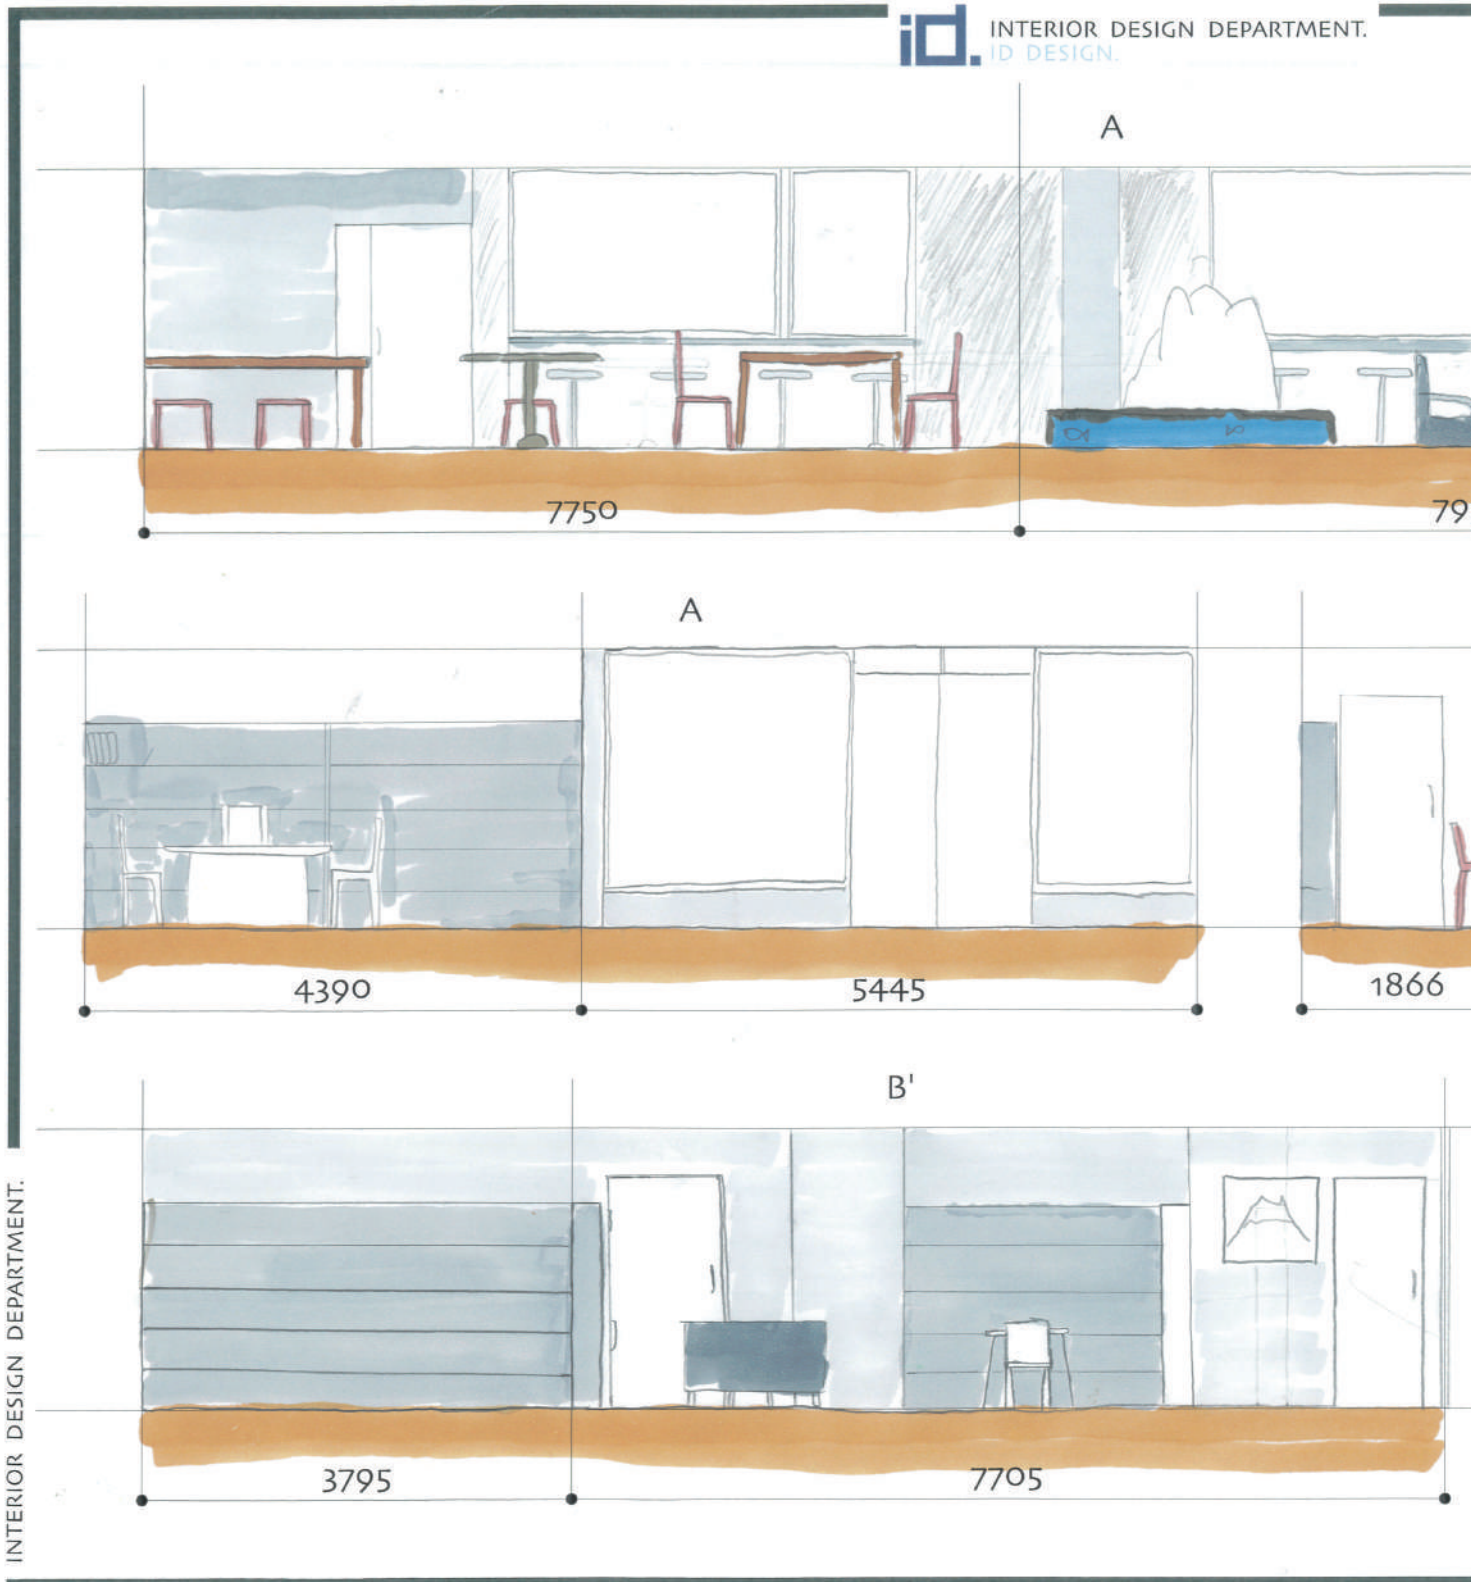 id. INTERIOR DESIGN DEPARTMENT.
ID DESIGN.
A
7750
79
A
4390
5445
1866
B'
3795
7705
INTERIOR DESIGN DEPARTMENT.